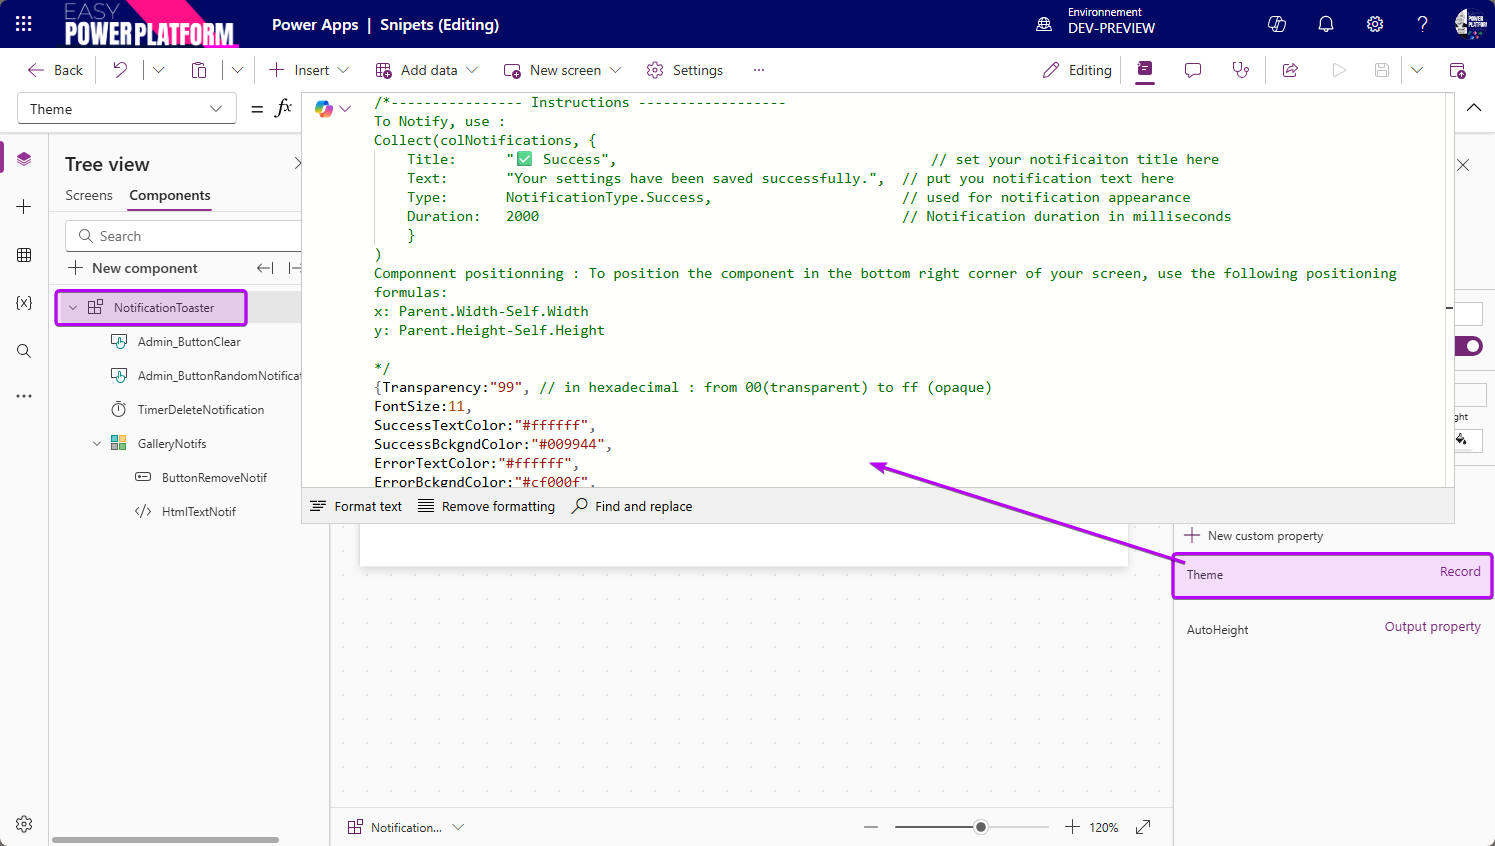 EASY
POWER PLATFORM
Power Apps | Snipets (Editing)
Environnement
DEV-PREVIEW
Back
Insert
Add data
New screen
Settings
...
Editing
Theme
= fx
/*---------------- Instructions ------------------
To Notify, use :
Collect(colNotifications, {
Title: "✅ Success", // set your notificaiton title here
Text: "Your settings have been saved successfully.", // put you notification text here
Type: NotificationType.Success, // used for notification appearance
Duration: 2000 // Notification duration in milliseconds
}
)
Componnent positionning : To position the component in the bottom right corner of your screen, use the following positioning
formulas:
x: Parent.Width-Self.Width
y: Parent.Height-Self.Height
*/
{Transparency:"99", // in hexadecimal : from 00(transparent) to ff (opaque)
FontSize:11,
SuccessTextColor:"#ffffff",
SuccessBckgndColor:"#009944",
ErrorTextColor:"#ffffff",
ErrorBckgndColor:"#cf000f",
Format text
Remove formatting
Find and replace
Tree view
Screens
Components
Search
New component
NotificationToaster
Admin_ButtonClear
Admin_ButtonRandomNotificat
TimerDeleteNotification
GalleryNotifs
ButtonRemoveNotif
HtmlTextNotif
ght
New custom property
Theme
Record
AutoHeight
Output property
Notification...
120%